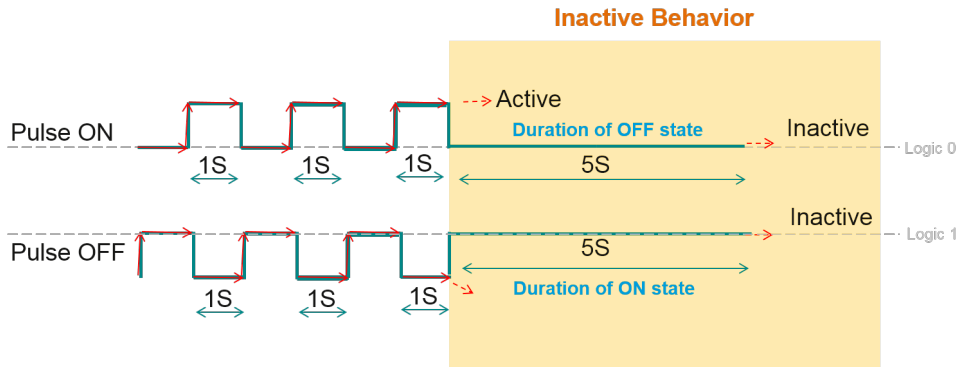 Inactive Behavior
Active
Pulse ON
Duration of OFF state
Inactive
Logic 0
1S
1S
1S
5S
Inactive
Pulse OFF
Logic 1
5S
1S
1S
1S
Duration of ON state